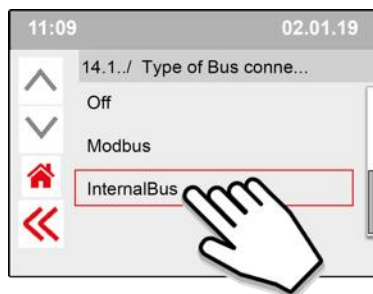 11:09 02.01.19
14.1../ Type of Bus conne...
Off
Modbus
InternalBus